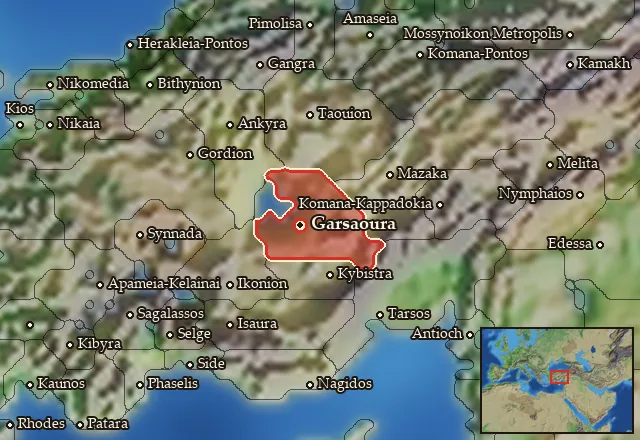 Pimolisa
Amaseia
Mossynoikon Metropolis
Herakleia-Pontos
Komana-Pontos
Gangra
Kamakh
Nikomedia
Bithynion
Kios
Nikaia
Ankyra
Taouion
Gordion
Mazaka
Melita
Komana-Kappadokia
Nymphaios
Garsaoura
Synnada
Edessa
Kybistra
Apameia-Kelainai
Ikonion
Sagalassos
Selge
Isaura
Tarsos
Antioch
Kibyra
Side
Kaunos
Phaselis
Nagidos
Rhodes
Patara